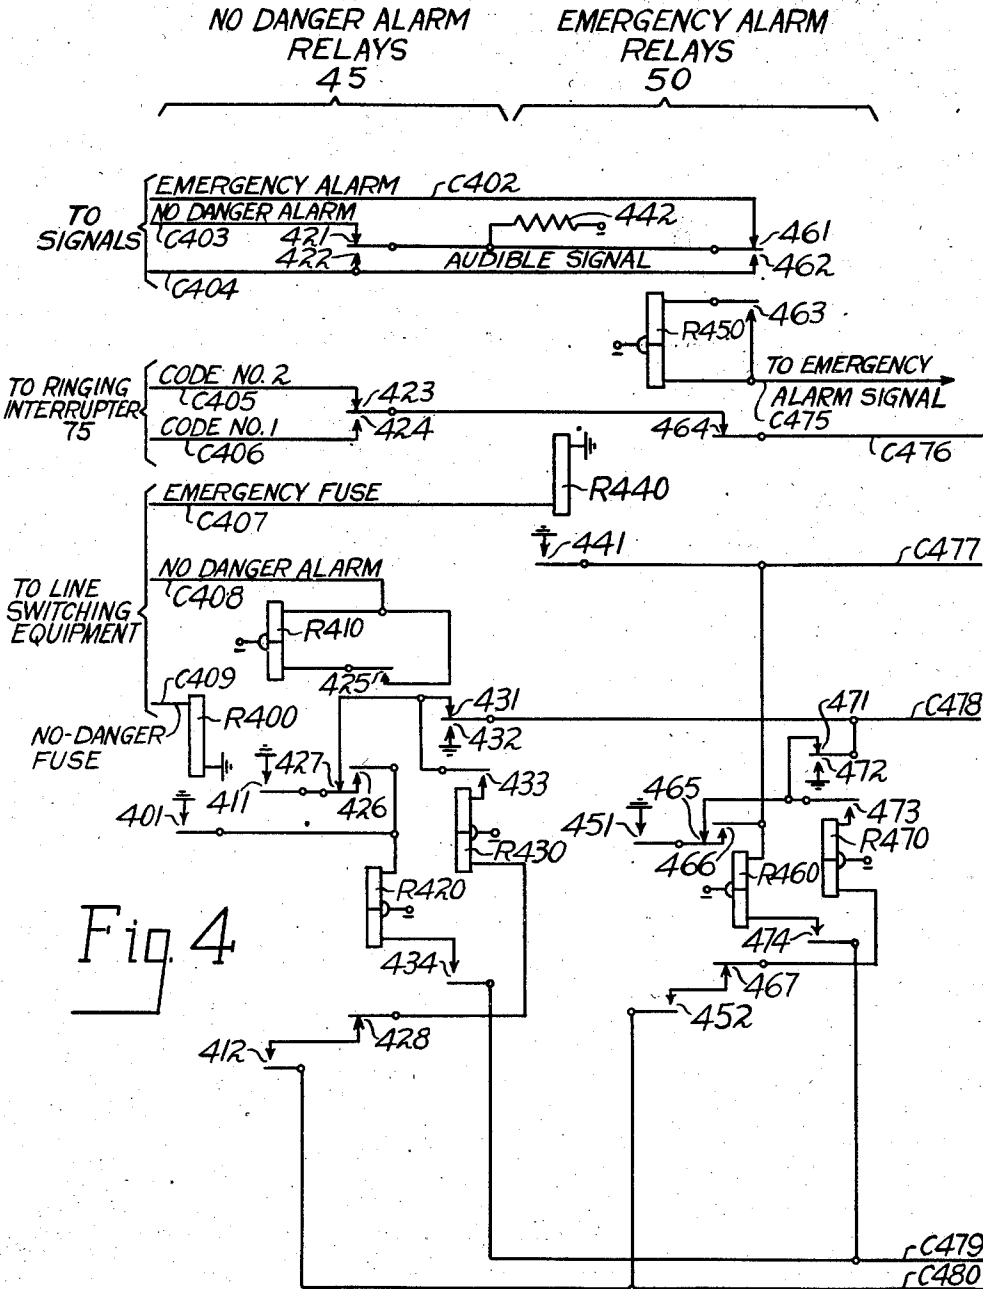 NO DANGER ALARM
RELAYS
45
EMERGENCY ALARM
RELAYS
50
TO
SIGNALS
EMERGENCY ALARM
C402
NO DANGER ALARM
C403
421
422
442
AUDIBLE SIGNAL
461
462
C404
R450
463
TO EMERGENCY
ALARM SIGNAL
C475
TO RINGING
INTERRUPTER
75
CODE NO. 2
C405
423
424
CODE NO. 1
C406
464
C476
R440
EMERGENCY FUSE
C407
441
C477
TO LINE
SWITCHING
EQUIPMENT
NO DANGER ALARM
C408
R410
425
C409
R400
NO-DANGER
FUSE
431
432
471
C478
472
427
426
411
433
465
473
401
451
466
R470
R430
R460
R420
Fig. 4
434
474
467
452
428
412
C479
C480